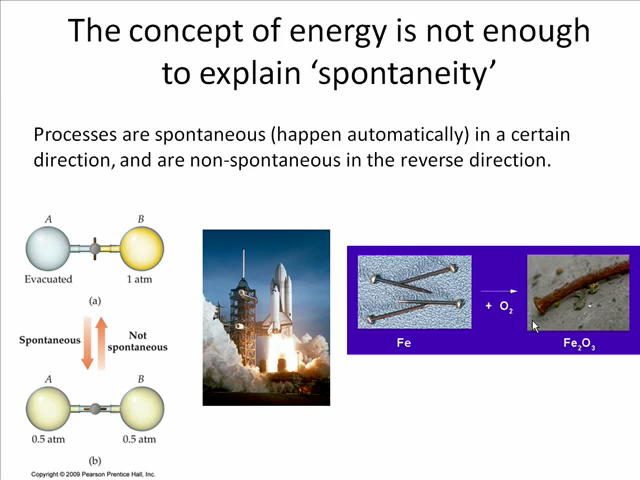 The concept of energy is not enough
to explain ‘spontaneity’
Processes are spontaneous (happen automatically) in a certain
direction, and are non-spontaneous in the reverse direction.
A B
Evacuated 1 atm
(a)
Spontaneous Not
spontaneous
A B
0.5 atm 0.5 atm
(b)
Copyright © 2009 Pearson Prentice Hall, Inc.
+ O₂
Fe Fe₂O₃